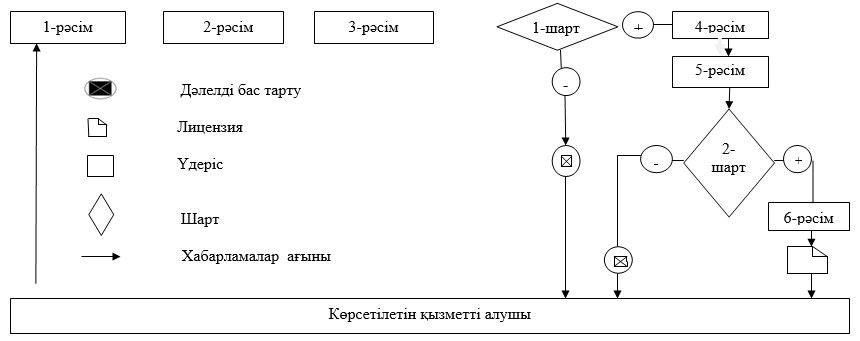 1-рәсім
2-рәсім
3-рәсім
1-шарт
+
4-рәсім
5-рәсім
-
Дәлелді бас тарту
Лицензия
Үдеріс
Шарт
Хабарламалар ағыны
-
2-
шарт
+
6-рәсім
Көрсетілетін қызметті алушы